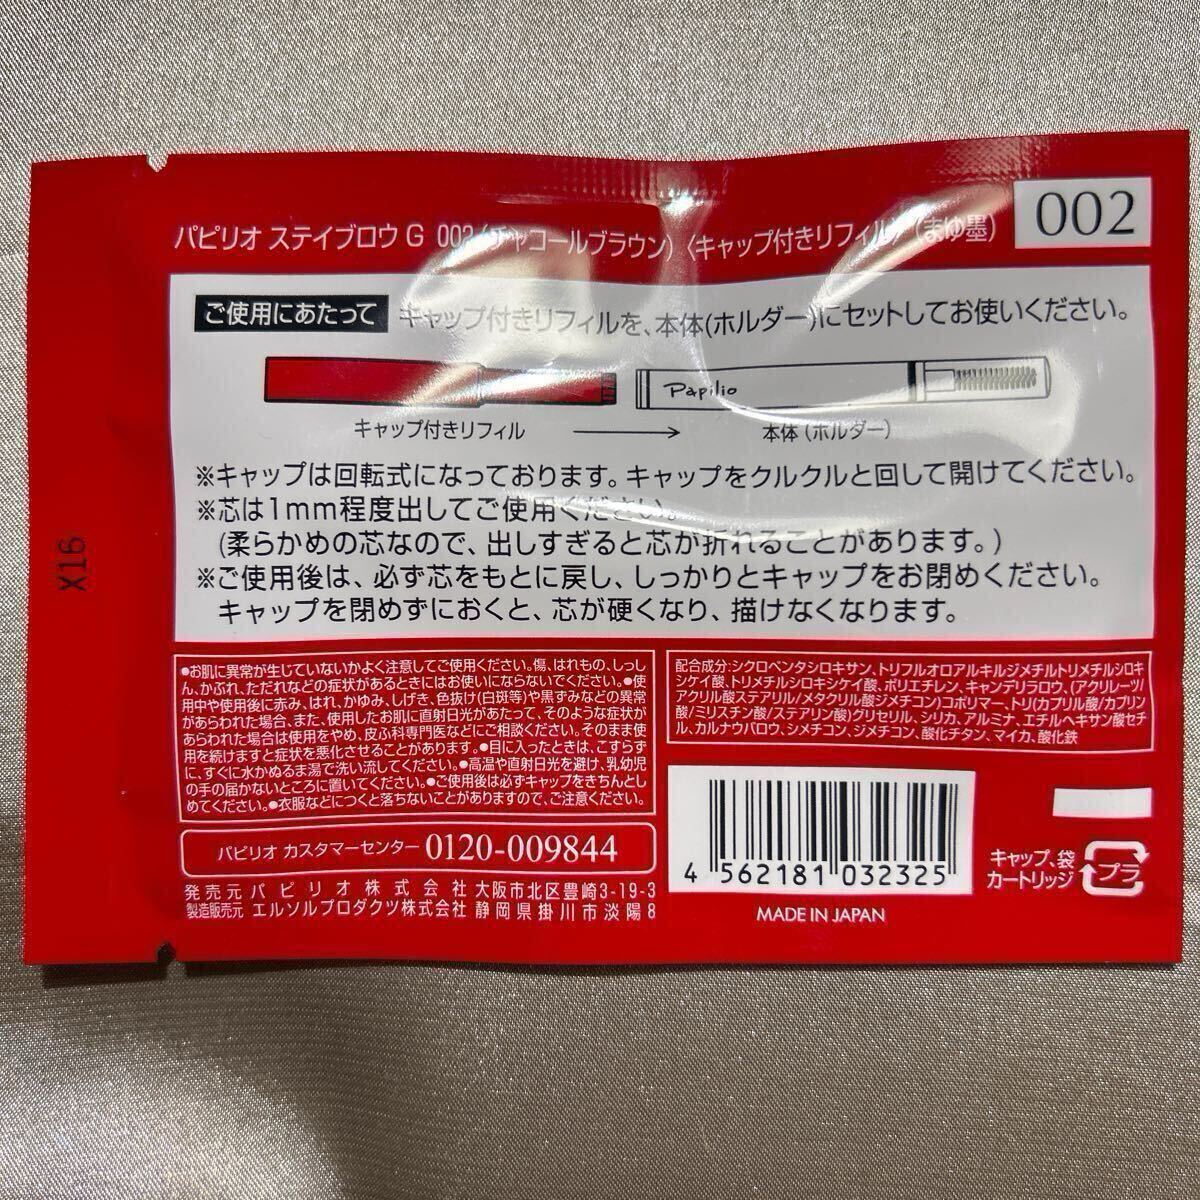 パピリオ ステイブロウ G 002 (チャコールブラウン) 〈キャップ付きリフィル〉 (まゆ墨)
002
ご使用にあたって キャップ付きリフィルを、本体(ホルダー)にセットしてお使いください。
Papilio
キャップ付きリフィル → 本体 (ホルダー)
※キャップは回転式になっております。キャップをクルクルと回して開けてください。
※芯は1mm程度出してご使用ください。
(柔らかめの芯なので、出しすぎると芯が折れることがあります。)
※ご使用後は、必ず芯をもとに戻し、しっかりとキャップをお閉めください。
キャップを閉めずにおくと、芯が硬くなり、描けなくなります。
X16
●お肌に異常が生じていないかよく注意してご使用ください。傷、はれもの、しっし
ん、かぶれ、ただれなどの症状があるときにはお使いにならないでください。●使
用中や使用後に赤み、はれ、かゆみ、しげき、色抜け(白斑等)や黒ずみなどの異常
があらわれた場合、また、使用したお肌に直射日光があたって、そのような症状が
あらわれた場合は使用をやめ、皮ふ科専門医などにご相談ください。そのまま使
用を続けますと症状を悪化させることがあります。●目に入ったときは、こすらず
に、すぐに水かぬるま湯で洗い流してください。●高温や直射日光を避け、乳幼児
の手の届かないところに置いてください。●ご使用後は必ずキャップをきちんとし
めてください。●衣服などにつくと落ちないことがありますので、ご注意ください。
配合成分:シクロペンタシロキサン、トリフルオロアルキルジメチルトリメチルシロキ
シケイ酸、トリメチルシロキシケイ酸、ポリエチレン、キャンデリラロウ、(アクリレーツ/
アクリル酸ステアリル/メタクリル酸ジメチコン)コポリマー、トリ(カプリル酸/カプリン
酸/ミリスチン酸/ステアリン酸)グリセリル、シリカ、アルミナ、エチルヘキサン酸セチ
ル、カルナウバロウ、シメチコン、ジメチコン、酸化チタン、マイカ、酸化鉄
パピリオ カスタマーセンター 0120-009844
発売元 パピリオ株式会社 大阪市北区豊崎3-19-3
製造販売元 エルソルプロダクツ株式会社 静岡県掛川市淡陽8
4 562181 032325
MADE IN JAPAN
キャップ、袋
カートリッジ
プラ